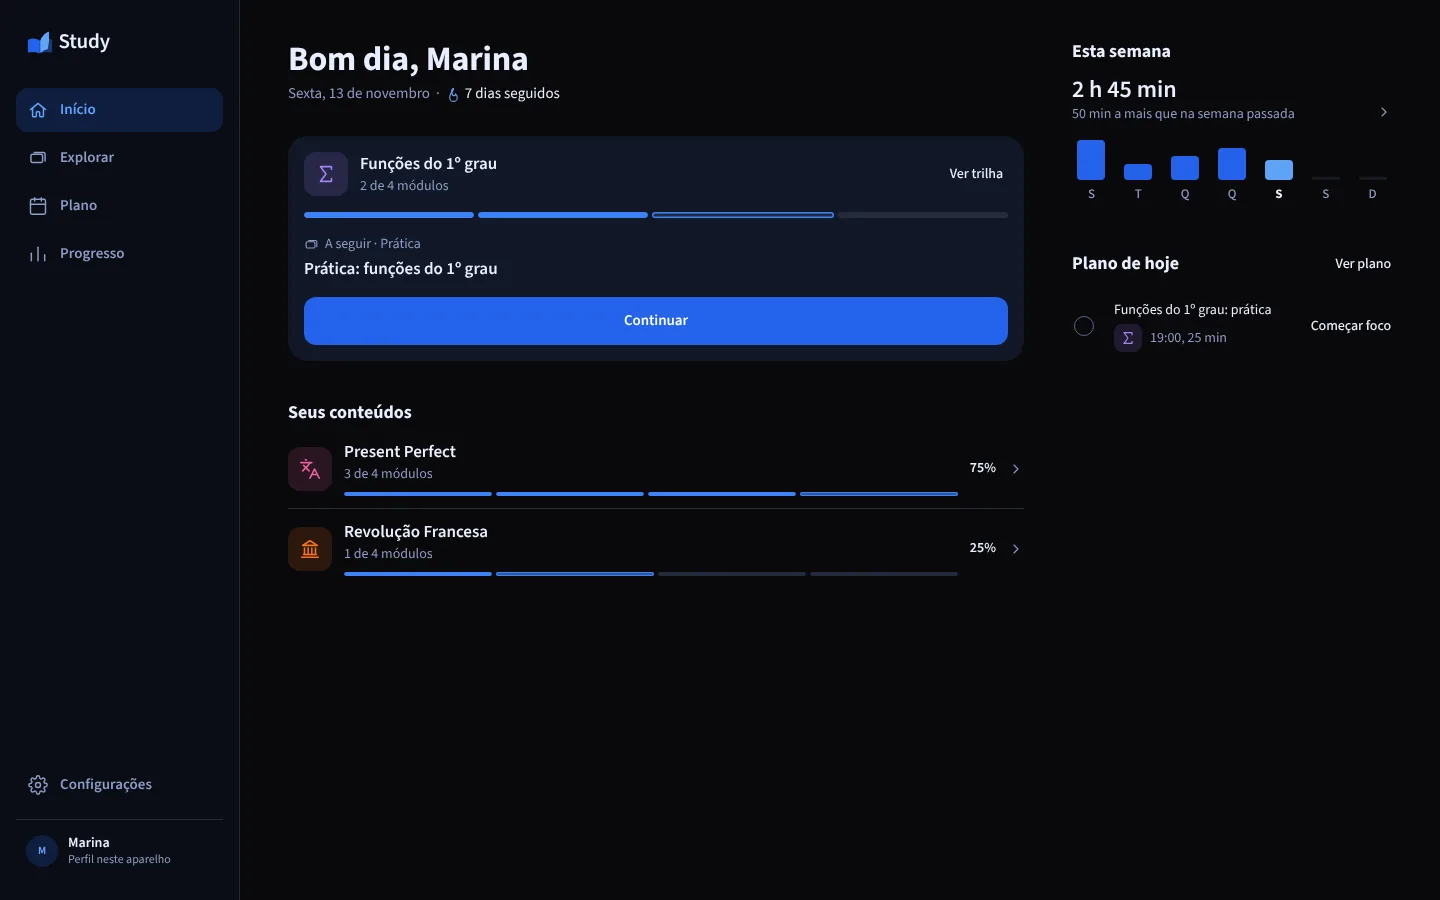 Study
Início
Explorar
Plano
Progresso
Configurações
M
Marina
Perfil neste aparelho
Bom dia, Marina
Sexta, 13 de novembro · 7 dias seguidos
Funções do 1º grau
2 de 4 módulos
Ver trilha
A seguir · Prática
Prática: funções do 1º grau
Continuar
Seus conteúdos
Present Perfect
3 de 4 módulos
75%
Revolução Francesa
1 de 4 módulos
25%
Esta semana
2 h 45 min
50 min a mais que na semana passada
S T Q Q S S D
Plano de hoje
Ver plano
Funções do 1º grau: prática
19:00, 25 min
Começar foco